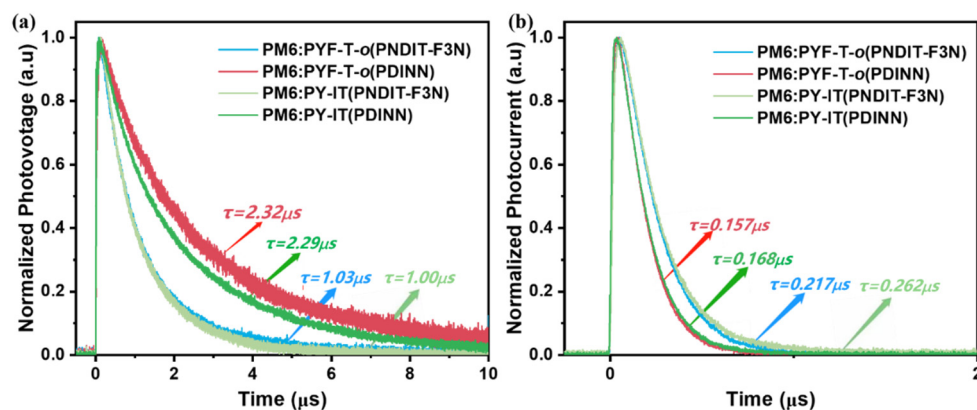 (a)
Normalized Photovotage (a.u)
1.0
0.8
0.6
0.4
0.2
0.0
PM6:PYF-T-o(PNDIT-F3N)
PM6:PYF-T-o(PDINN)
PM6:PY-IT(PNDIT-F3N)
PM6:PY-IT(PDINN)
τ=2.32μs
τ=2.29μs
τ=1.03μs
τ=1.00μs
0 2 4 6 8 10
Time (μs)
(b)
Normalized Photocurrent (a.u)
1.0
0.8
0.6
0.4
0.2
0.0
PM6:PYF-T-o(PNDIT-F3N)
PM6:PYF-T-o(PDINN)
PM6:PY-IT(PNDIT-F3N)
PM6:PY-IT(PDINN)
τ=0.157μs
τ=0.168μs
τ=0.217μs
τ=0.262μs
0 2
Time (μs)